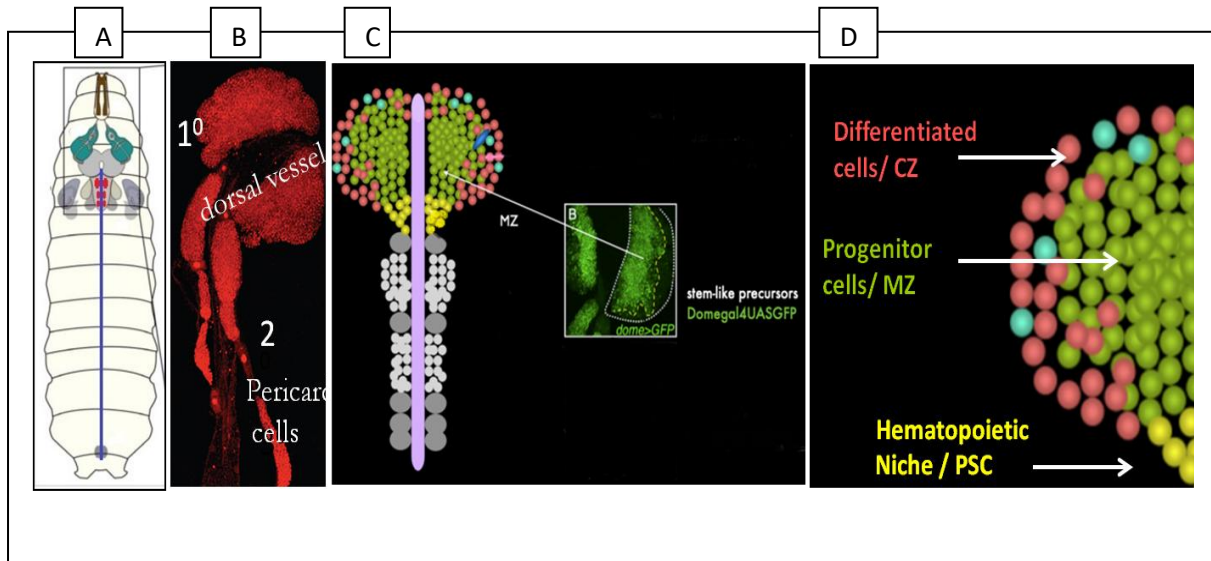 A
B
C
D
1⁰
dorsal vessel
2
Pericard
cells
MZ
B
dome>GFP
stem-like precursors
Domegal4UASGFP
Differentiated
cells/ CZ
Progenitor
cells/ MZ
Hematopoietic
Niche / PSC